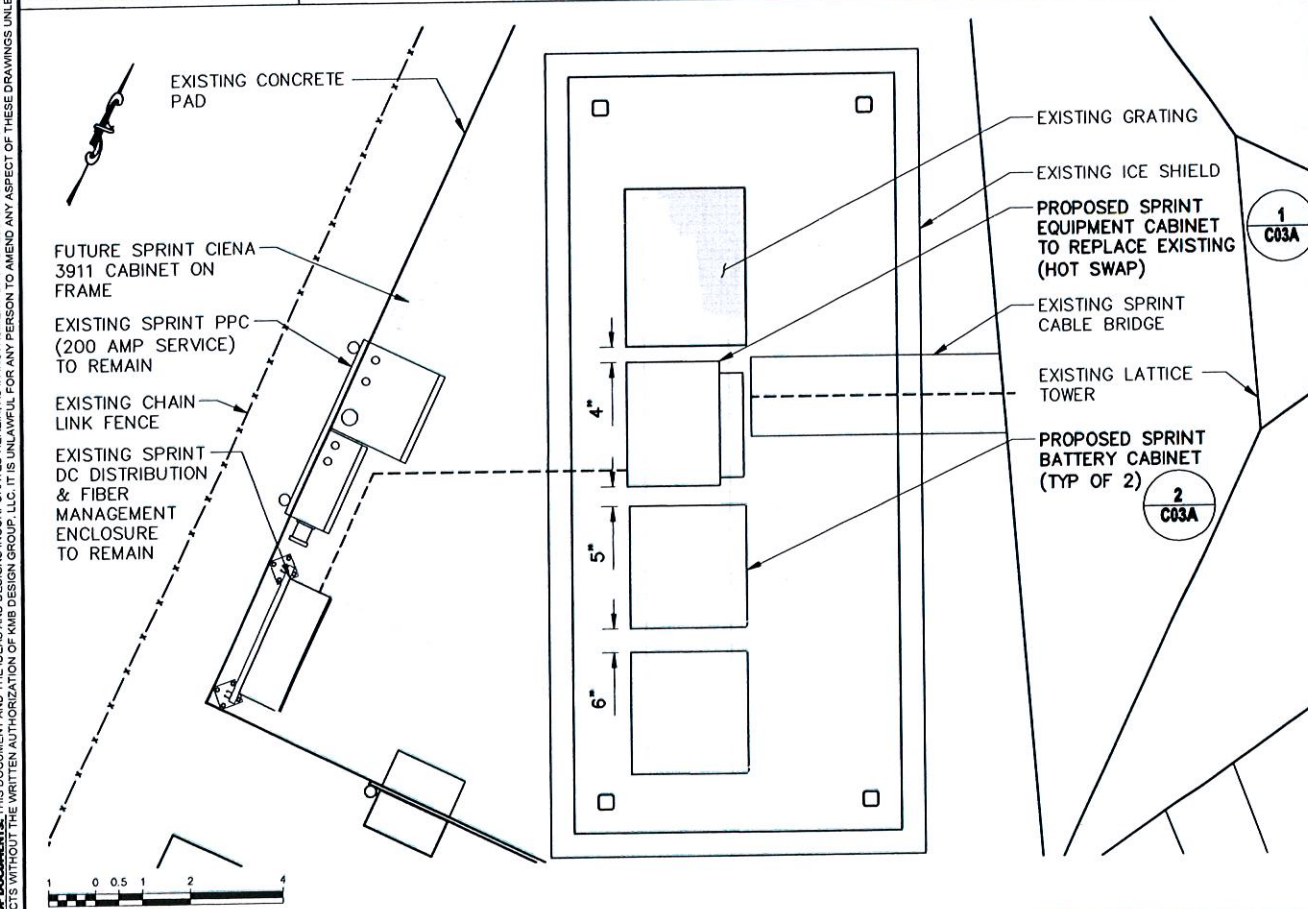 CTS WITHOUT THE WRITTEN AUTHORIZATION OF KMB DESIGN GROUP, LLC. IT IS UNLAWFUL FOR ANY PERSON TO AMEND ANY ASPECT OF THESE DRAWINGS UNLE
EXISTING CONCRETE
PAD
FUTURE SPRINT CIENA
3911 CABINET ON
FRAME
EXISTING SPRINT PPC
(200 AMP SERVICE)
TO REMAIN
EXISTING CHAIN
LINK FENCE
EXISTING SPRINT
DC DISTRIBUTION
& FIBER
MANAGEMENT
ENCLOSURE
TO REMAIN
4"
5"
6"
EXISTING GRATING
EXISTING ICE SHIELD
PROPOSED SPRINT
EQUIPMENT CABINET
TO REPLACE EXISTING
(HOT SWAP)
1
C03A
EXISTING SPRINT
CABLE BRIDGE
EXISTING LATTICE
TOWER
PROPOSED SPRINT
BATTERY CABINET
(TYP OF 2)
2
C03A
1 0 0.5 1 2 4